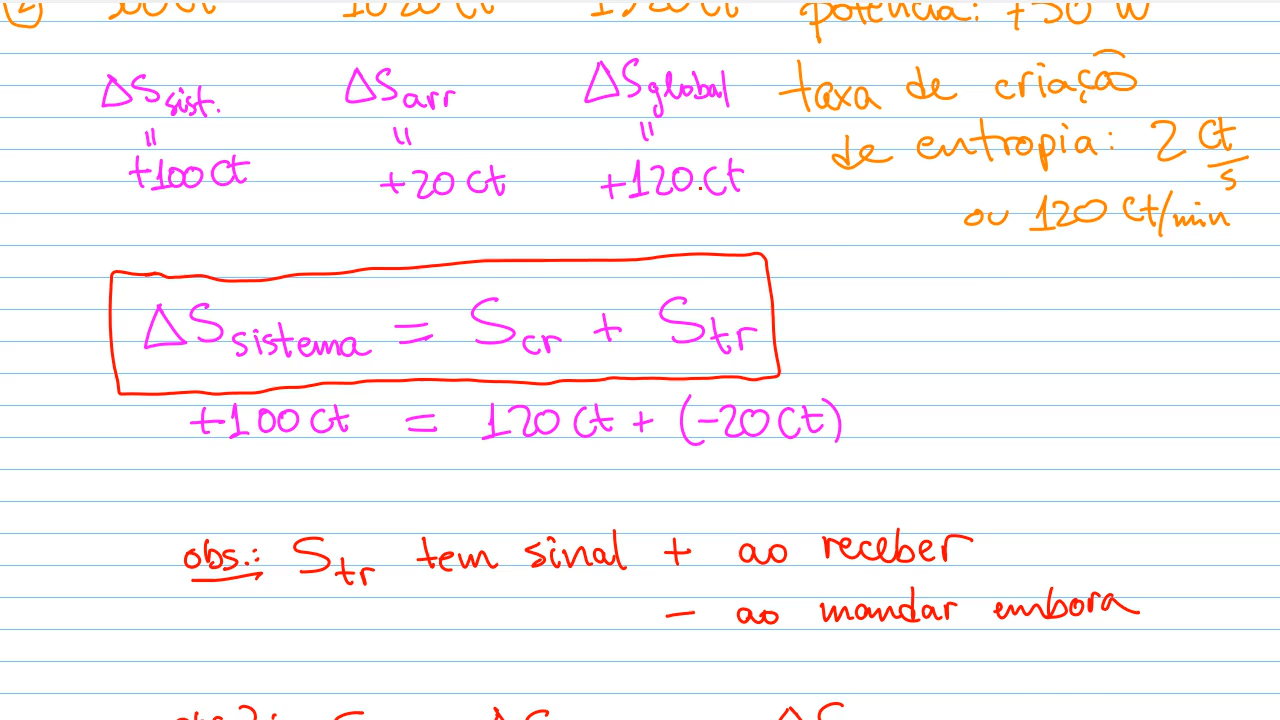 potência: +50 W
ΔSsist. ΔSarr ΔSglobal
= = =
+100 Ct +20 Ct +120 Ct
taxa de criação
de entropia: 2 Ct/s
ou 120 Ct/min
ΔSsistema = Scr + Str
+100 Ct = 120 Ct + (-20 Ct)
obs.: Str tem sinal + ao receber
- ao mandar embora